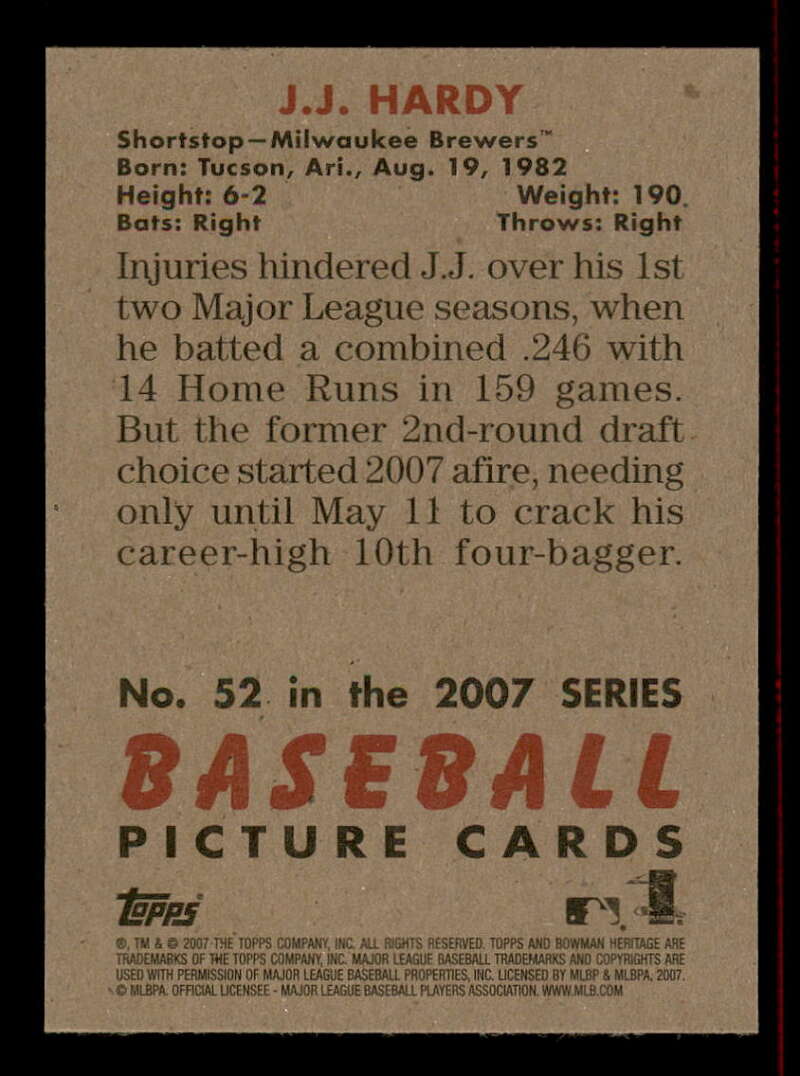 J.J. HARDY
Shortstop—Milwaukee Brewers™
Born: Tucson, Ari., Aug. 19, 1982
Height: 6-2 Weight: 190
Bats: Right Throws: Right
Injuries hindered J.J. over his 1st
two Major League seasons, when
he batted a combined .246 with
14 Home Runs in 159 games.
But the former 2nd-round draft
choice started 2007 afire, needing
only until May 11 to crack his
career-high 10th four-bagger.
No. 52 in the 2007 SERIES
BASEBALL
PICTURE CARDS
Topps
®, TM & © 2007 THE TOPPS COMPANY, INC. ALL RIGHTS RESERVED. TOPPS AND BOWMAN HERITAGE ARE
TRADEMARKS OF THE TOPPS COMPANY, INC. MAJOR LEAGUE BASEBALL TRADEMARKS AND COPYRIGHTS ARE
USED WITH PERMISSION OF MAJOR LEAGUE BASEBALL PROPERTIES, INC. LICENSED BY MLBP & MLBPA, 2007.
© MLBPA. OFFICIAL LICENSEE - MAJOR LEAGUE BASEBALL PLAYERS ASSOCIATION. WWW.MLB.COM